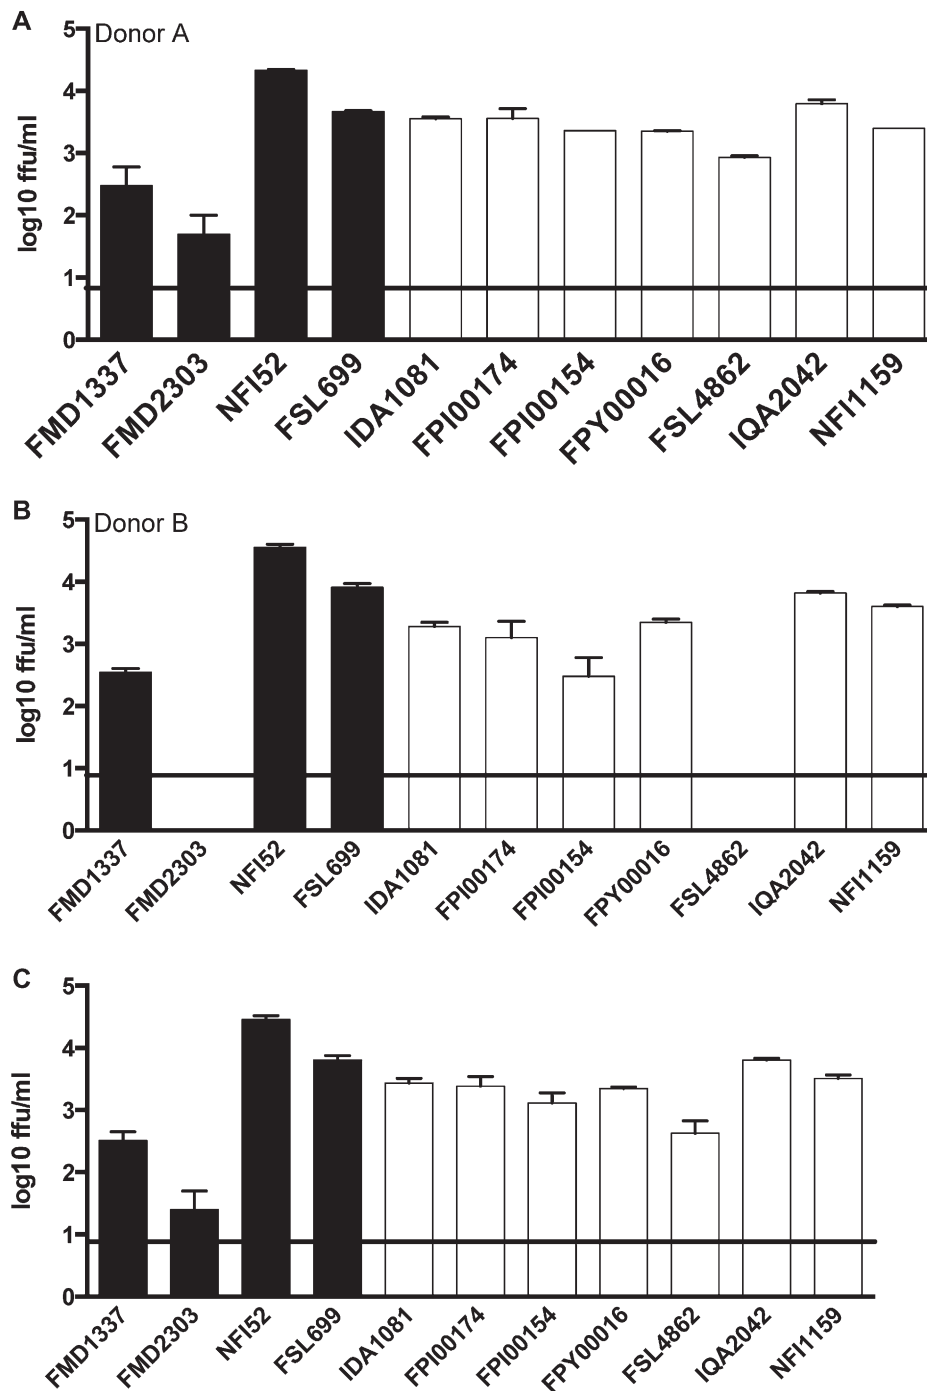 A
Donor A
log10 ffu/ml
5
4
3
2
1
0
FMD1337
FMD2303
NFI52
FSL699
IDA1081
FPI00174
FPI00154
FPY00016
FSL4862
IQA2042
NFI1159
B
Donor B
log10 ffu/ml
5
4
3
2
1
0
FMD1337
FMD2303
NFI52
FSL699
IDA1081
FPI00174
FPI00154
FPY00016
FSL4862
IQA2042
NFI1159
C
log10 ffu/ml
5
4
3
2
1
0
FMD1337
FMD2303
NFI52
FSL699
IDA1081
FPI00174
FPI00154
FPY00016
FSL4862
IQA2042
NFI1159